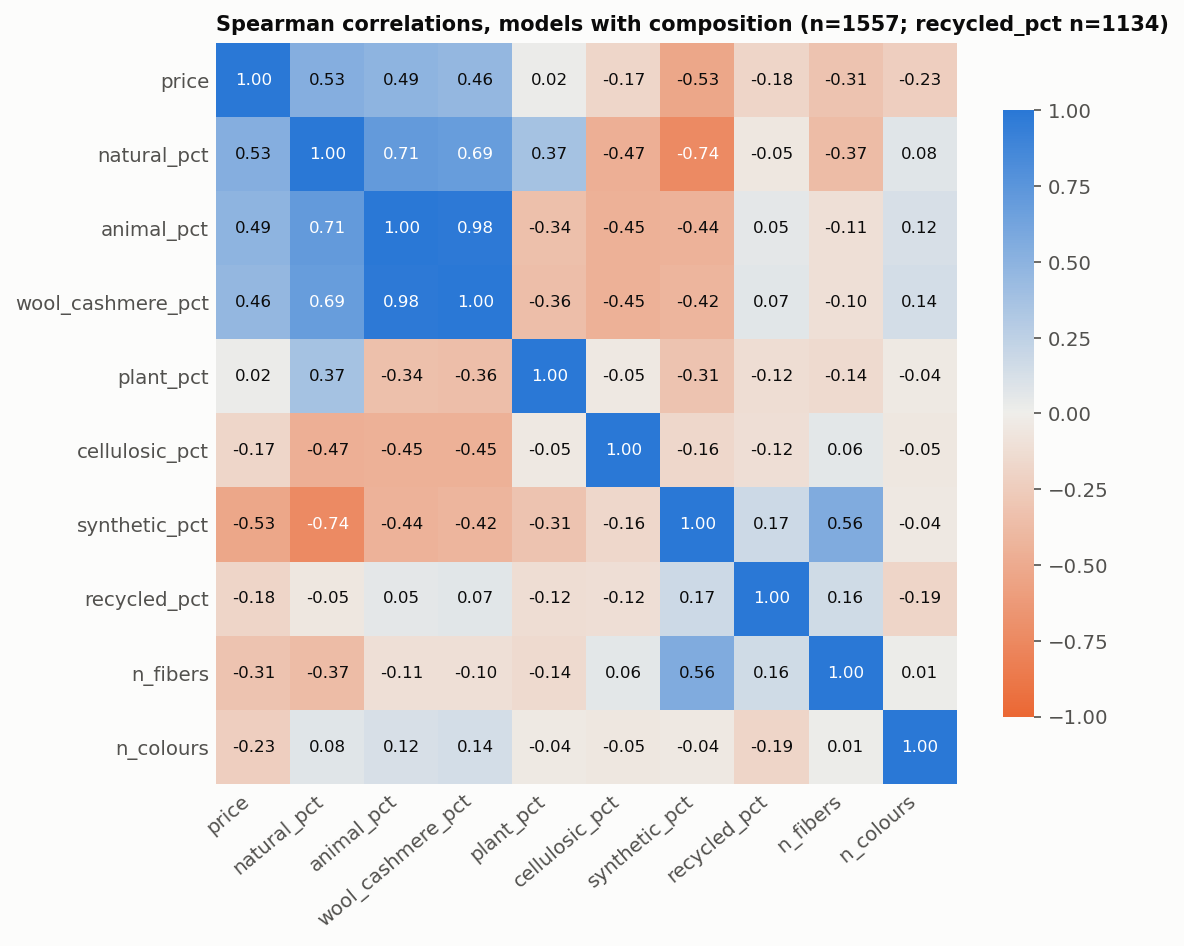 Spearman correlations, models with composition (n=1557; recycled_pct n=1134)
price 1.00 0.53 0.49 0.46 0.02 -0.17 -0.53 -0.18 -0.31 -0.23
natural_pct 0.53 1.00 0.71 0.69 0.37 -0.47 -0.74 -0.05 -0.37 0.08
animal_pct 0.49 0.71 1.00 0.98 -0.34 -0.45 -0.44 0.05 -0.11 0.12
wool_cashmere_pct 0.46 0.69 0.98 1.00 -0.36 -0.45 -0.42 0.07 -0.10 0.14
plant_pct 0.02 0.37 -0.34 -0.36 1.00 -0.05 -0.31 -0.12 -0.14 -0.04
cellulosic_pct -0.17 -0.47 -0.45 -0.45 -0.05 1.00 -0.16 -0.12 0.06 -0.05
synthetic_pct -0.53 -0.74 -0.44 -0.42 -0.31 -0.16 1.00 0.17 0.56 -0.04
recycled_pct -0.18 -0.05 0.05 0.07 -0.12 -0.12 0.17 1.00 0.16 -0.19
n_fibers -0.31 -0.37 -0.11 -0.10 -0.14 0.06 0.56 0.16 1.00 0.01
n_colours -0.23 0.08 0.12 0.14 -0.04 -0.05 -0.04 -0.19 0.01 1.00
price natural_pct animal_pct wool_cashmere_pct plant_pct cellulosic_pct synthetic_pct recycled_pct n_fibers n_colours
1.00
0.75
0.50
0.25
0.00
−0.25
−0.50
−0.75
−1.00